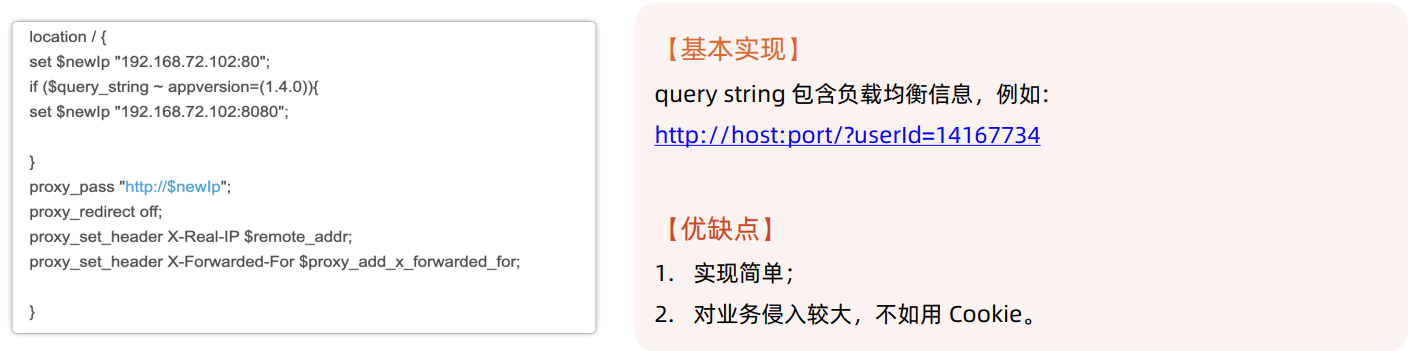 location / {
set $newIp "192.168.72.102:80";
if ($query_string ~ appversion=(1.4.0)){
set $newIp "192.168.72.102:8080";
}
proxy_pass "http://$newIp";
proxy_redirect off;
proxy_set_header X-Real-IP $remote_addr;
proxy_set_header X-Forwarded-For $proxy_add_x_forwarded_for;
}
【基本实现】
query string 包含负载均衡信息，例如：
http://host:port/?userId=14167734
【优缺点】
1. 实现简单；
2. 对业务侵入较大，不如用 Cookie。